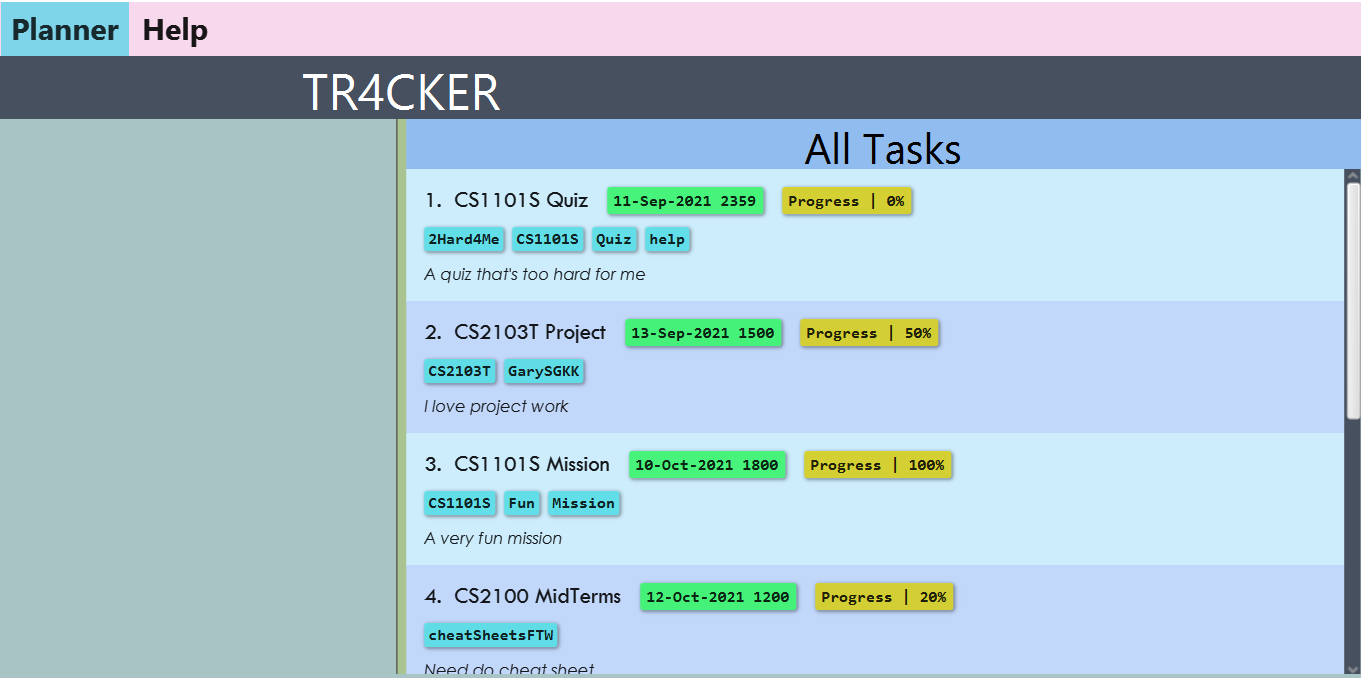 Planner Help
TR4CKER
All Tasks
1. CS1101S Quiz 11-Sep-2021 2359 Progress | 0%
2Hard4Me CS1101S Quiz help
A quiz that's too hard for me
2. CS2103T Project 13-Sep-2021 1500 Progress | 50%
CS2103T GarySGKK
I love project work
3. CS1101S Mission 10-Oct-2021 1800 Progress | 100%
CS1101S Fun Mission
A very fun mission
4. CS2100 MidTerms 12-Oct-2021 1200 Progress | 20%
cheatSheetsFTW
Need do cheat sheet